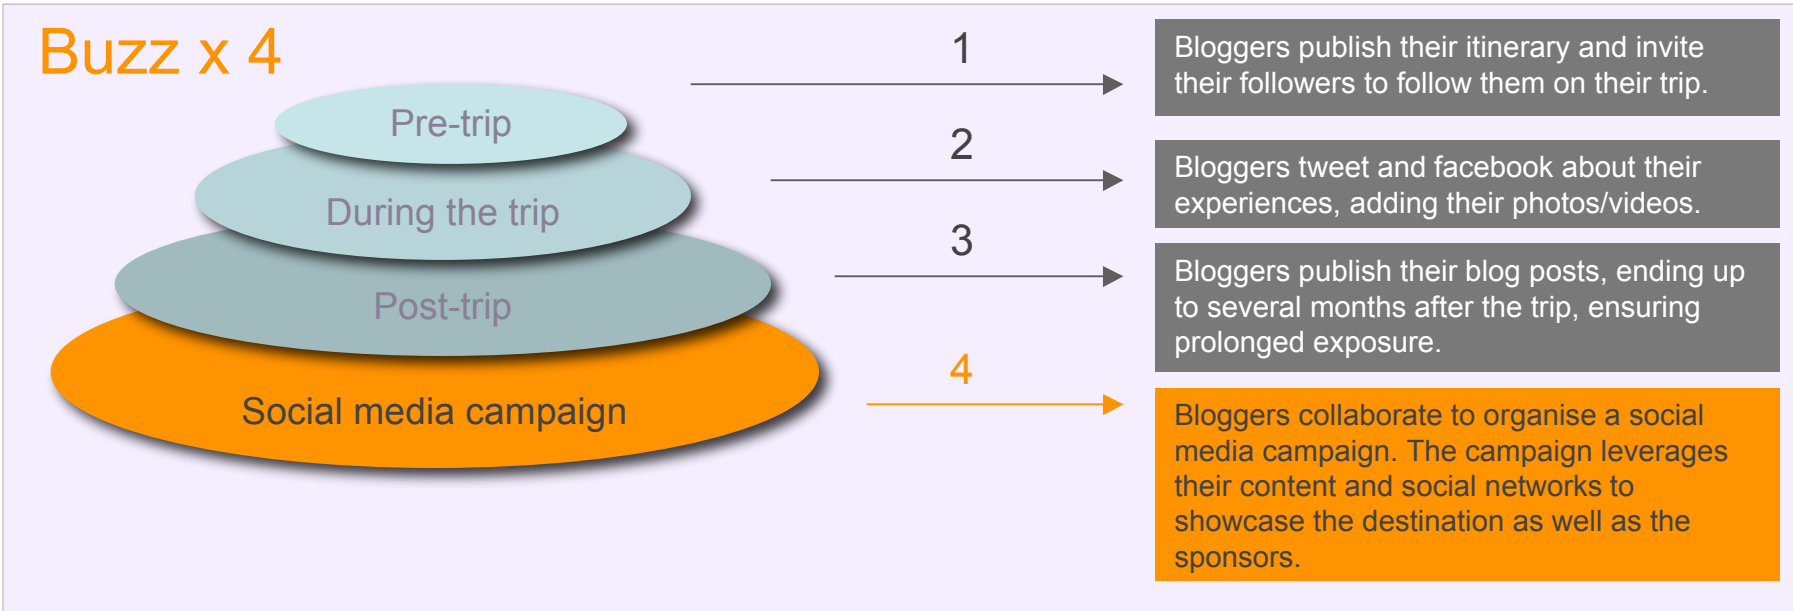 Buzz x 4
Pre-trip
During the trip
Post-trip
Social media campaign
1
Bloggers publish their itinerary and invite
their followers to follow them on their trip.
2
Bloggers tweet and facebook about their
experiences, adding their photos/videos.
3
Bloggers publish their blog posts, ending up
to several months after the trip, ensuring
prolonged exposure.
4
Bloggers collaborate to organise a social
media campaign. The campaign leverages
their content and social networks to
showcase the destination as well as the
sponsors.